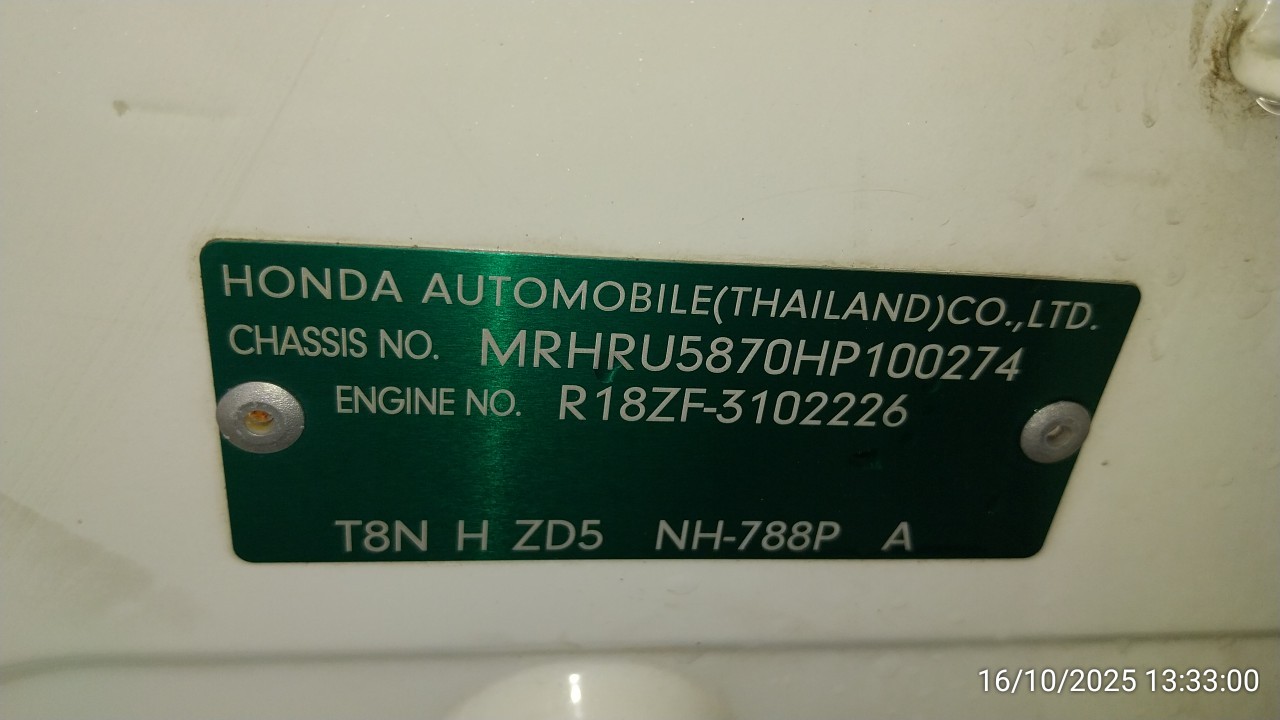 HONDA AUTOMOBILE(THAILAND)CO.,LTD.
CHASSIS NO. MRHRU5870HP100274
ENGINE NO. R18ZF-3102226
T8N H ZD5 NH-788P A
16/10/2025 13:33:00